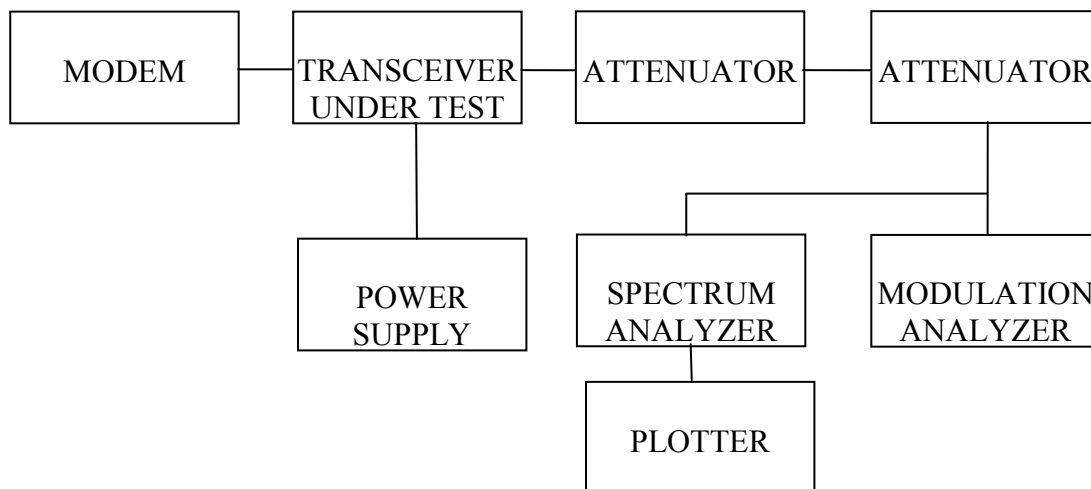 MODEM
TRANSCEIVER
UNDER TEST
ATTENUATOR
ATTENUATOR
POWER
SUPPLY
SPECTRUM
ANALYZER
MODULATION
ANALYZER
PLOTTER